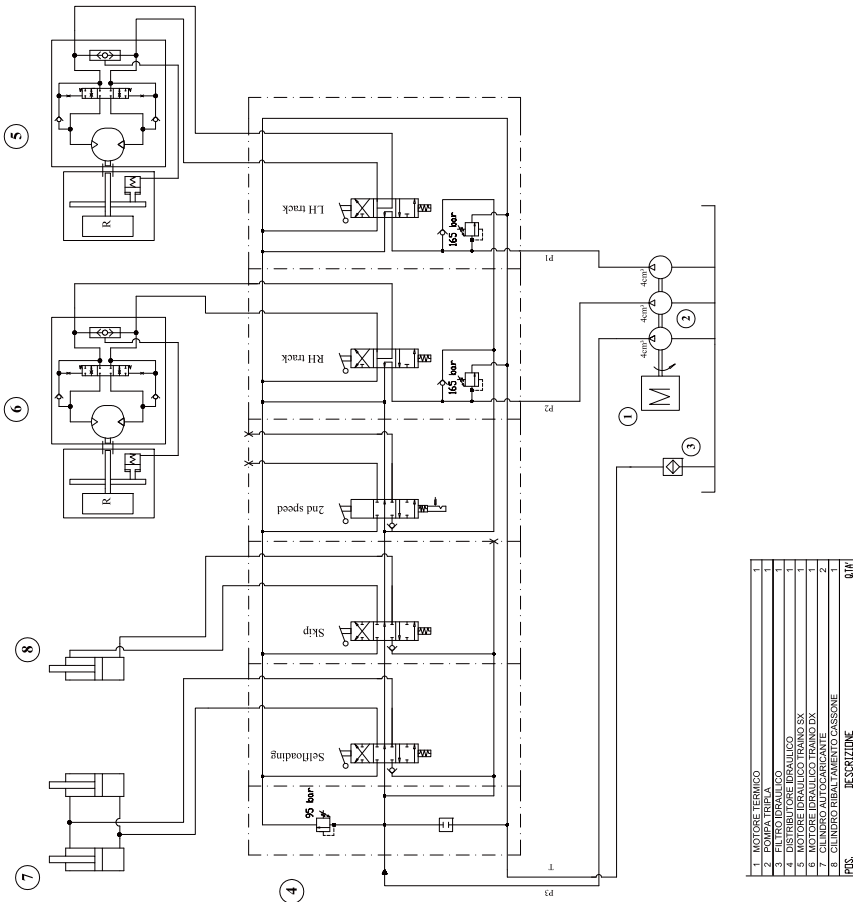 5
R
6
R
8
7
4
LH track
165 bar
P1
RH track
165 bar
P2
2nd speed
Skip
Selfloading
95 bar
T
P3
4cm³
4cm³
4cm³
2
1
M
3
1 MOTORE TERMICO 1
2 POMPA TRIPLA 1
3 FILTRO IDRAULICO 1
4 DISTRIBUTORE IDRAULICO 1
5 MOTORE IDRAULICO TRAINO SX 1
6 MOTORE IDRAULICO TRAINO DX 1
7 CILINDRO AUTOCARICANTE 2
8 CILINDRO RIBALTAMENTO CASSONE 1
POS. DESCRIZIONE QTA'